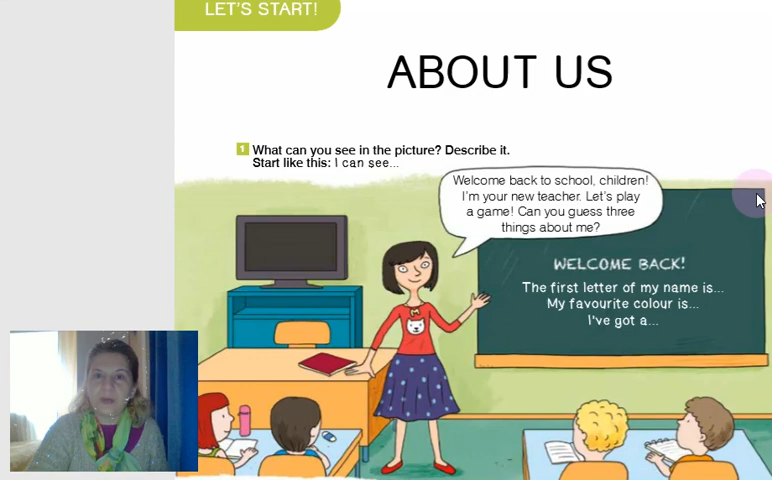 LET'S START!
ABOUT US
1 What can you see in the picture? Describe it.
Start like this: I can see...
Welcome back to school, children!
I'm your new teacher. Let's play
a game! Can you guess three
things about me?
WELCOME BACK!
The first letter of my name is...
My favourite colour is...
I've got a...